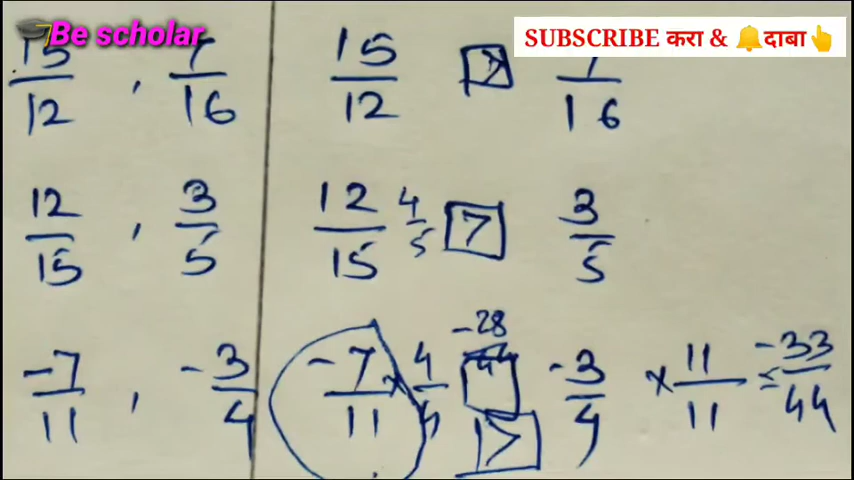 Be scholar
SUBSCRIBE करा & 🔔दाबा👆
15/12 , 7/16 15/12 > 7/16
12/15 , 3/5 12/15 4/5 > 3/5
-7/11 , -3/4 -7/11 × 4/4 -28/44 > -3/4 × 11/11 = -33/44